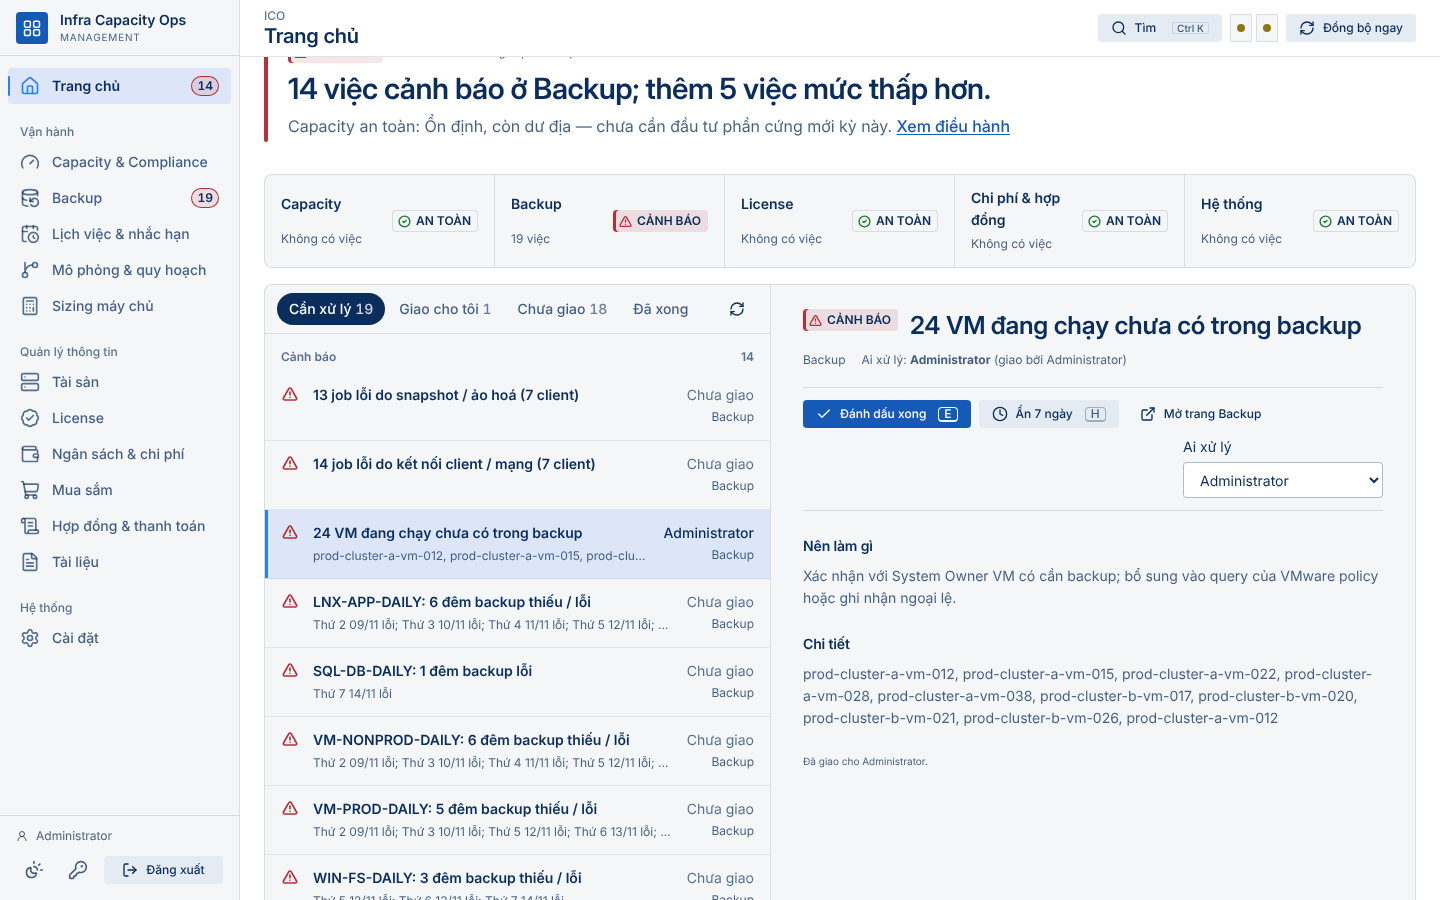 Infra Capacity Ops
MANAGEMENT
Trang chủ 14
Vận hành
Capacity & Compliance
Backup 19
Lịch việc & nhắc hạn
Mô phỏng & quy hoạch
Sizing máy chủ
Quản lý thông tin
Tài sản
License
Ngân sách & chi phí
Mua sắm
Hợp đồng & thanh toán
Tài liệu
Hệ thống
Cài đặt
Administrator
Đăng xuất
ICO
Trang chủ
Tìm Ctrl K
Đồng bộ ngay
14 việc cảnh báo ở Backup; thêm 5 việc mức thấp hơn.
Capacity an toàn: Ổn định, còn dư địa — chưa cần đầu tư phần cứng mới kỳ này. Xem điều hành
Capacity
Không có việc
AN TOÀN
Backup
19 việc
CẢNH BÁO
License
Không có việc
AN TOÀN
Chi phí & hợp
đồng
Không có việc
AN TOÀN
Hệ thống
Không có việc
AN TOÀN
Cần xử lý 19 Giao cho tôi 1 Chưa giao 18 Đã xong
Cảnh báo 14
13 job lỗi do snapshot / ảo hoá (7 client) Chưa giao
Backup
14 job lỗi do kết nối client / mạng (7 client) Chưa giao
Backup
24 VM đang chạy chưa có trong backup Administrator
prod-cluster-a-vm-012, prod-cluster-a-vm-015, prod-clu... Backup
LNX-APP-DAILY: 6 đêm backup thiếu / lỗi Chưa giao
Thứ 2 09/11 lỗi; Thứ 3 10/11 lỗi; Thứ 4 11/11 lỗi; Thứ 5 12/11 lỗi; ... Backup
SQL-DB-DAILY: 1 đêm backup lỗi Chưa giao
Thứ 7 14/11 lỗi Backup
VM-NONPROD-DAILY: 6 đêm backup thiếu / lỗi Chưa giao
Thứ 2 09/11 lỗi; Thứ 3 10/11 lỗi; Thứ 4 11/11 lỗi; Thứ 5 12/11 lỗi; ... Backup
VM-PROD-DAILY: 5 đêm backup thiếu / lỗi Chưa giao
Thứ 2 09/11 lỗi; Thứ 3 10/11 lỗi; Thứ 5 12/11 lỗi; Thứ 6 13/11 lỗi; ... Backup
WIN-FS-DAILY: 3 đêm backup thiếu / lỗi Chưa giao
Thứ 5 12/11 lỗi; Thứ 6 13/11 lỗi; Thứ 7 14/11 lỗi Backup
CẢNH BÁO 24 VM đang chạy chưa có trong backup
Backup Ai xử lý: Administrator (giao bởi Administrator)
Đánh dấu xong E Ẩn 7 ngày H Mở trang Backup
Ai xử lý
Administrator
Nên làm gì
Xác nhận với System Owner VM có cần backup; bổ sung vào query của VMware policy
hoặc ghi nhận ngoại lệ.
Chi tiết
prod-cluster-a-vm-012, prod-cluster-a-vm-015, prod-cluster-a-vm-022, prod-cluster-
a-vm-028, prod-cluster-a-vm-038, prod-cluster-b-vm-017, prod-cluster-b-vm-020,
prod-cluster-b-vm-021, prod-cluster-b-vm-026, prod-cluster-a-vm-012
Đã giao cho Administrator.